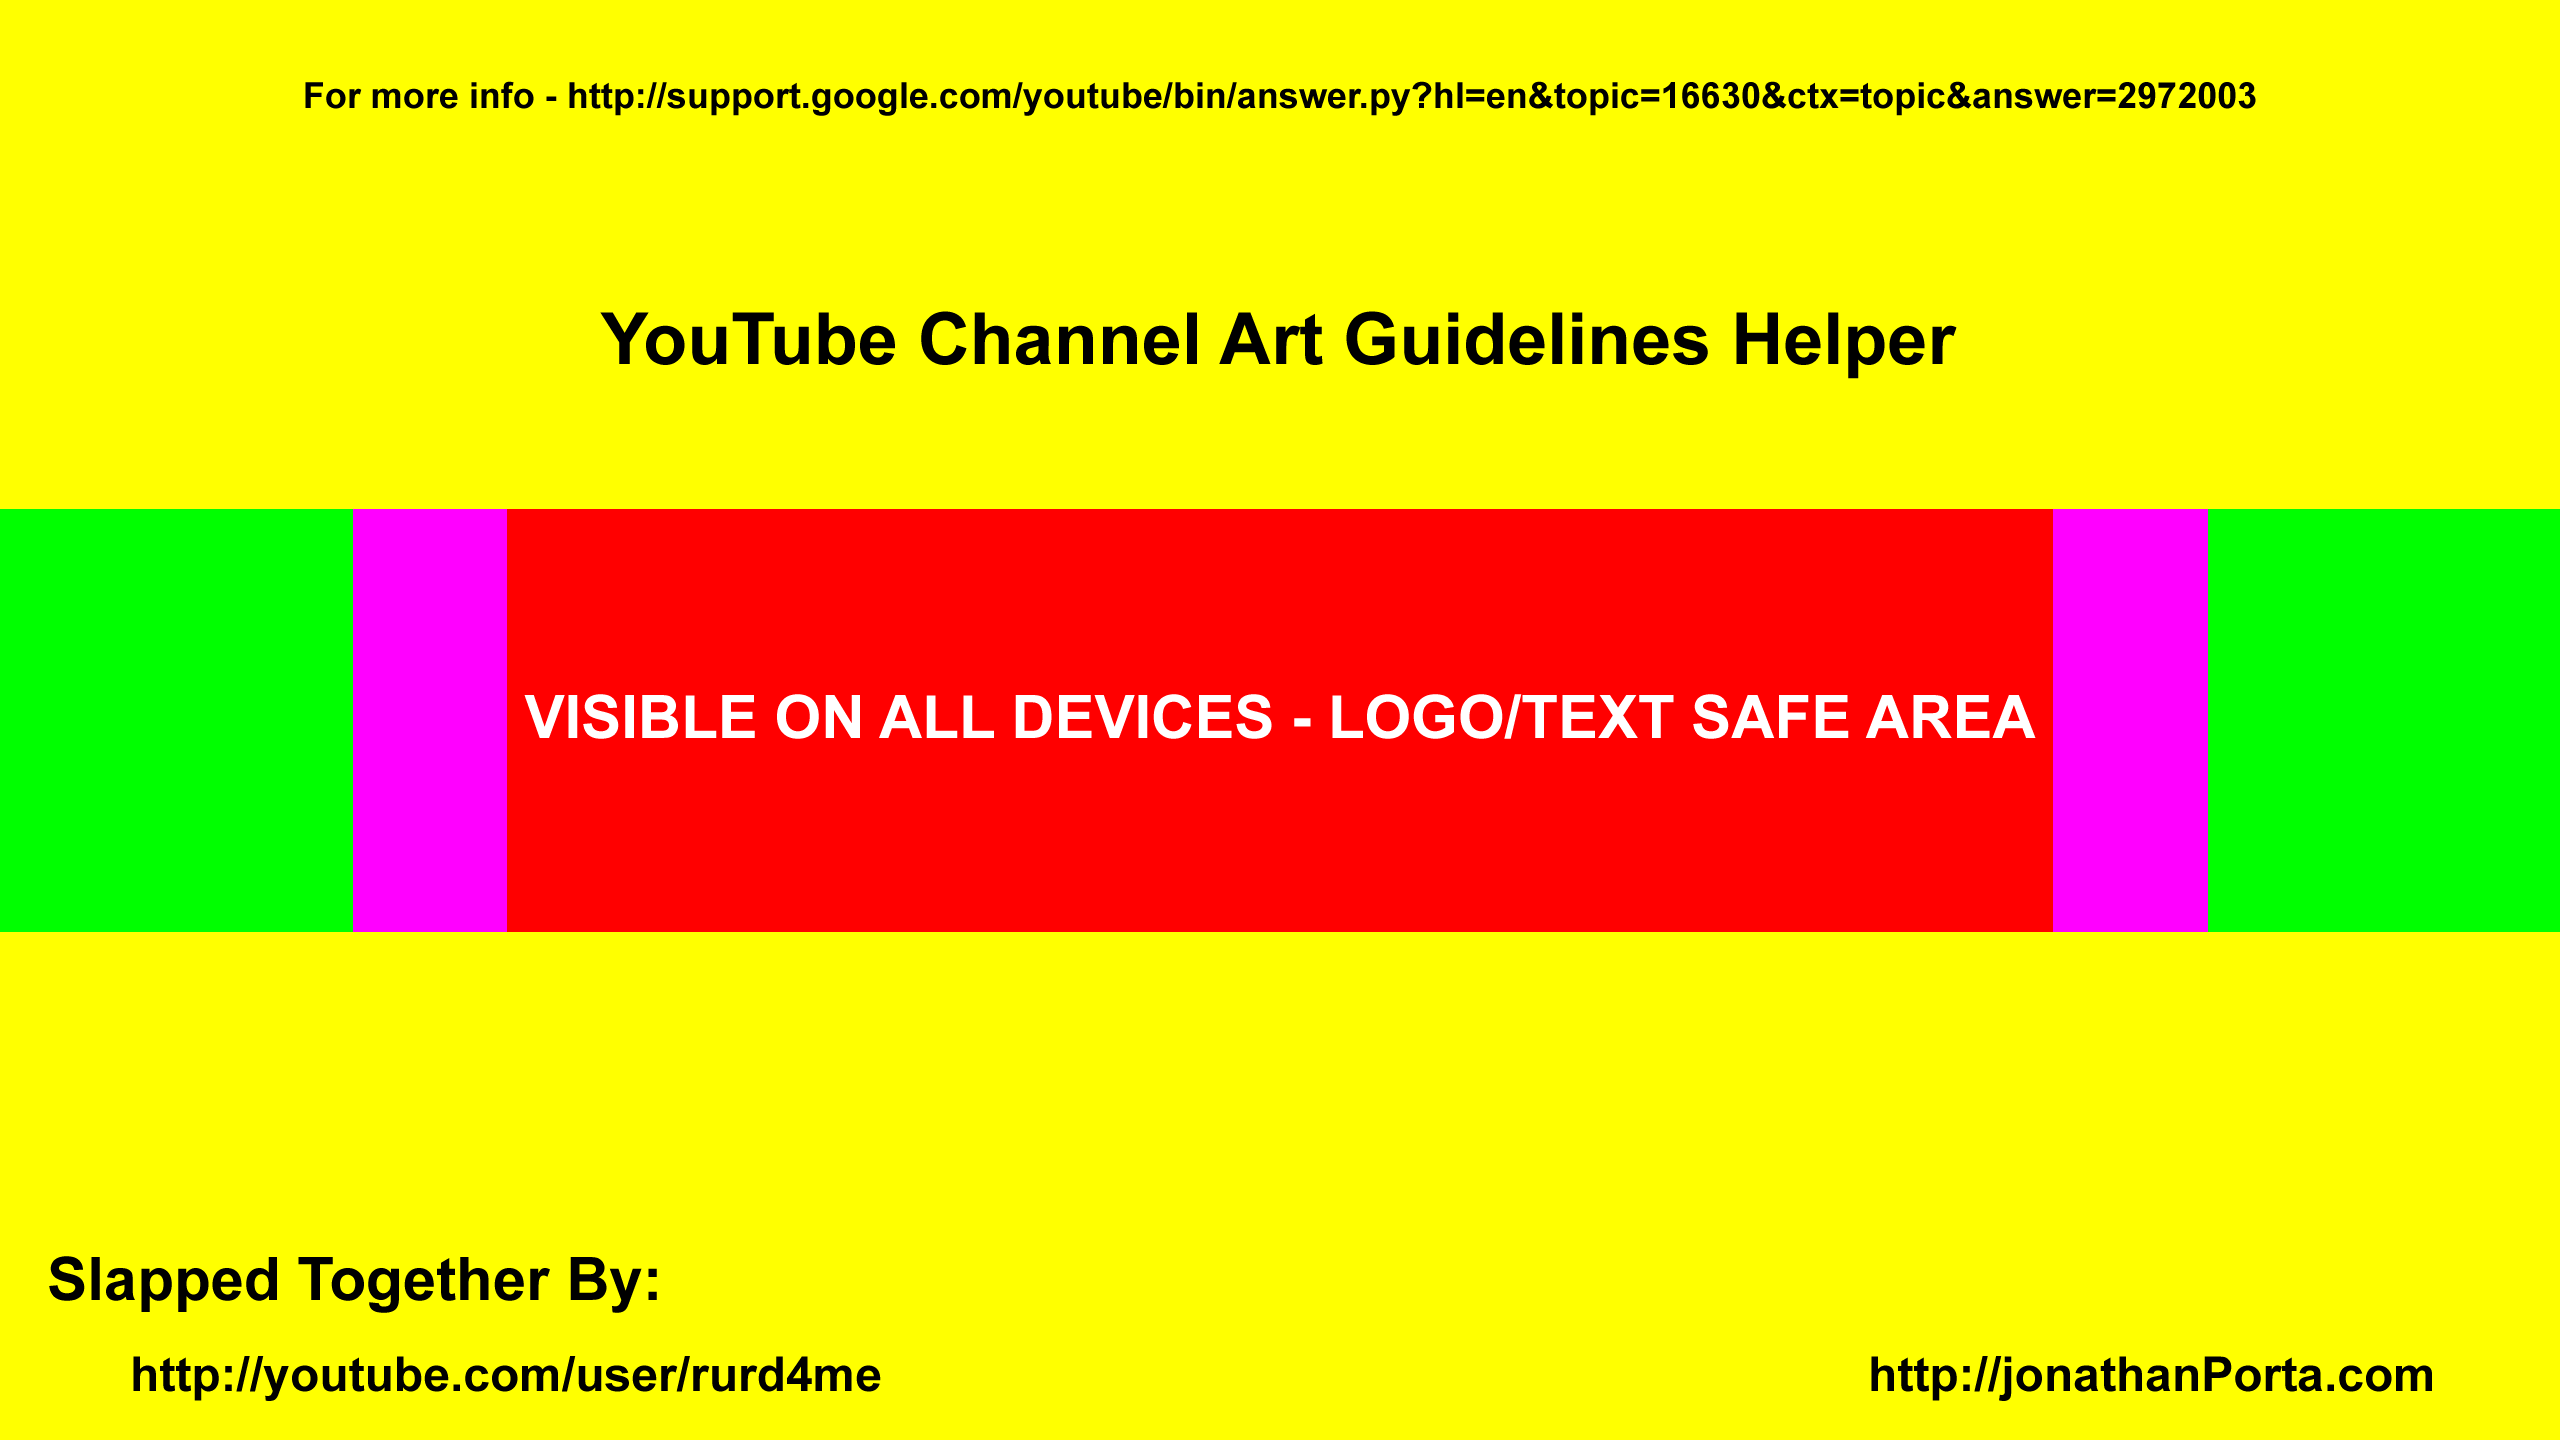 For more info - http://support.google.com/youtube/bin/answer.py?hl=en&topic=16630&ctx=topic&answer=2972003
YouTube Channel Art Guidelines Helper
VISIBLE ON ALL DEVICES - LOGO/TEXT SAFE AREA
Slapped Together By:
http://youtube.com/user/rurd4me
http://jonathanPorta.com